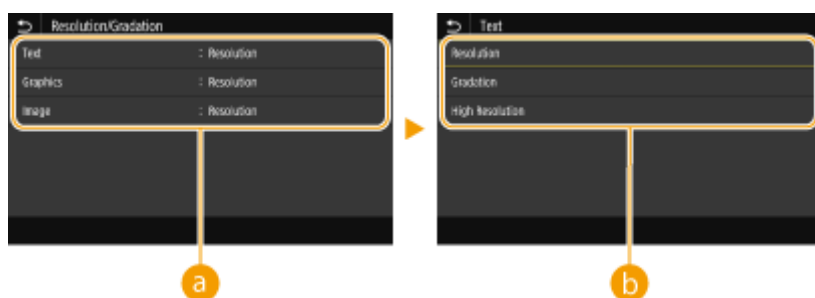 Resolution/Gradation
Text : Resolution
Graphics : Resolution
Image : Resolution
a
Text
Resolution
Gradation
High Resolution
b